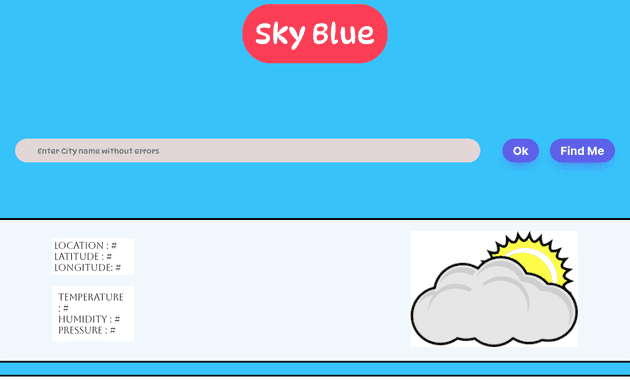 Sky Blue
Enter City name without errors
Ok
Find Me
LOCATION : #
LATITUDE : #
LONGITUDE: #
TEMPERATURE
: #
HUMIDITY : #
PRESSURE : #